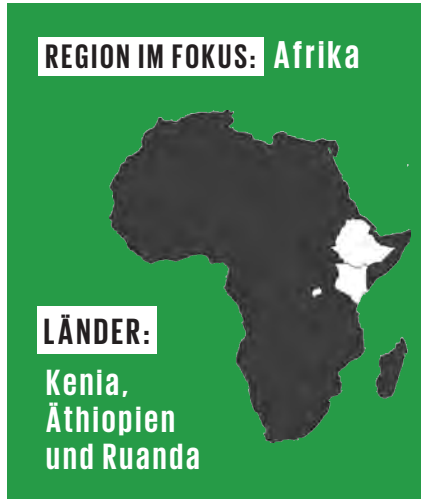 REGION IM FOKUS: Afrika
LÄNDER:
Kenia,
Äthiopien
und Ruanda